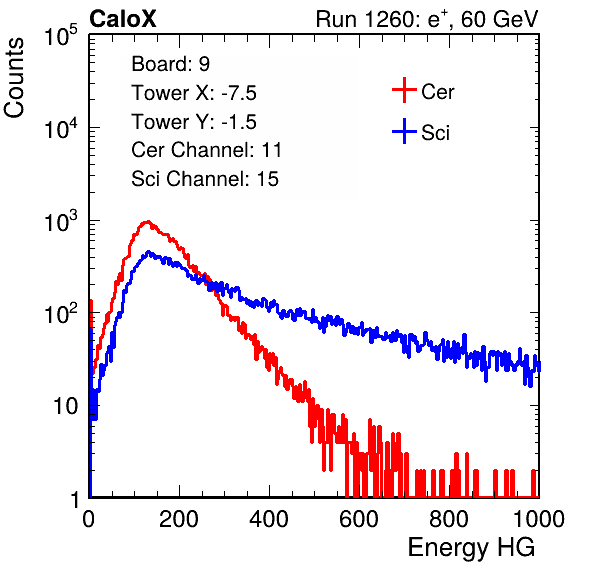 CaloX Run 1260: e⁺, 60 GeV
Counts
Board: 9
Tower X: -7.5
Tower Y: -1.5
Cer Channel: 11
Sci Channel: 15
Cer
Sci
10⁵
10⁴
10³
10²
10
1
0 200 400 600 800 1000
Energy HG